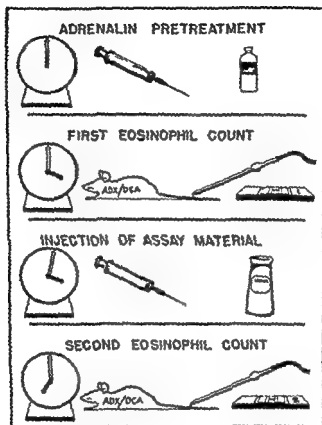 ADRENALIN PRETREATMENT
FIRST EOSINOPHIL COUNT
ADX/DCA
INJECTION OF ASSAY MATERIAL
SECOND EOSINOPHIL COUNT
ADX/DCA